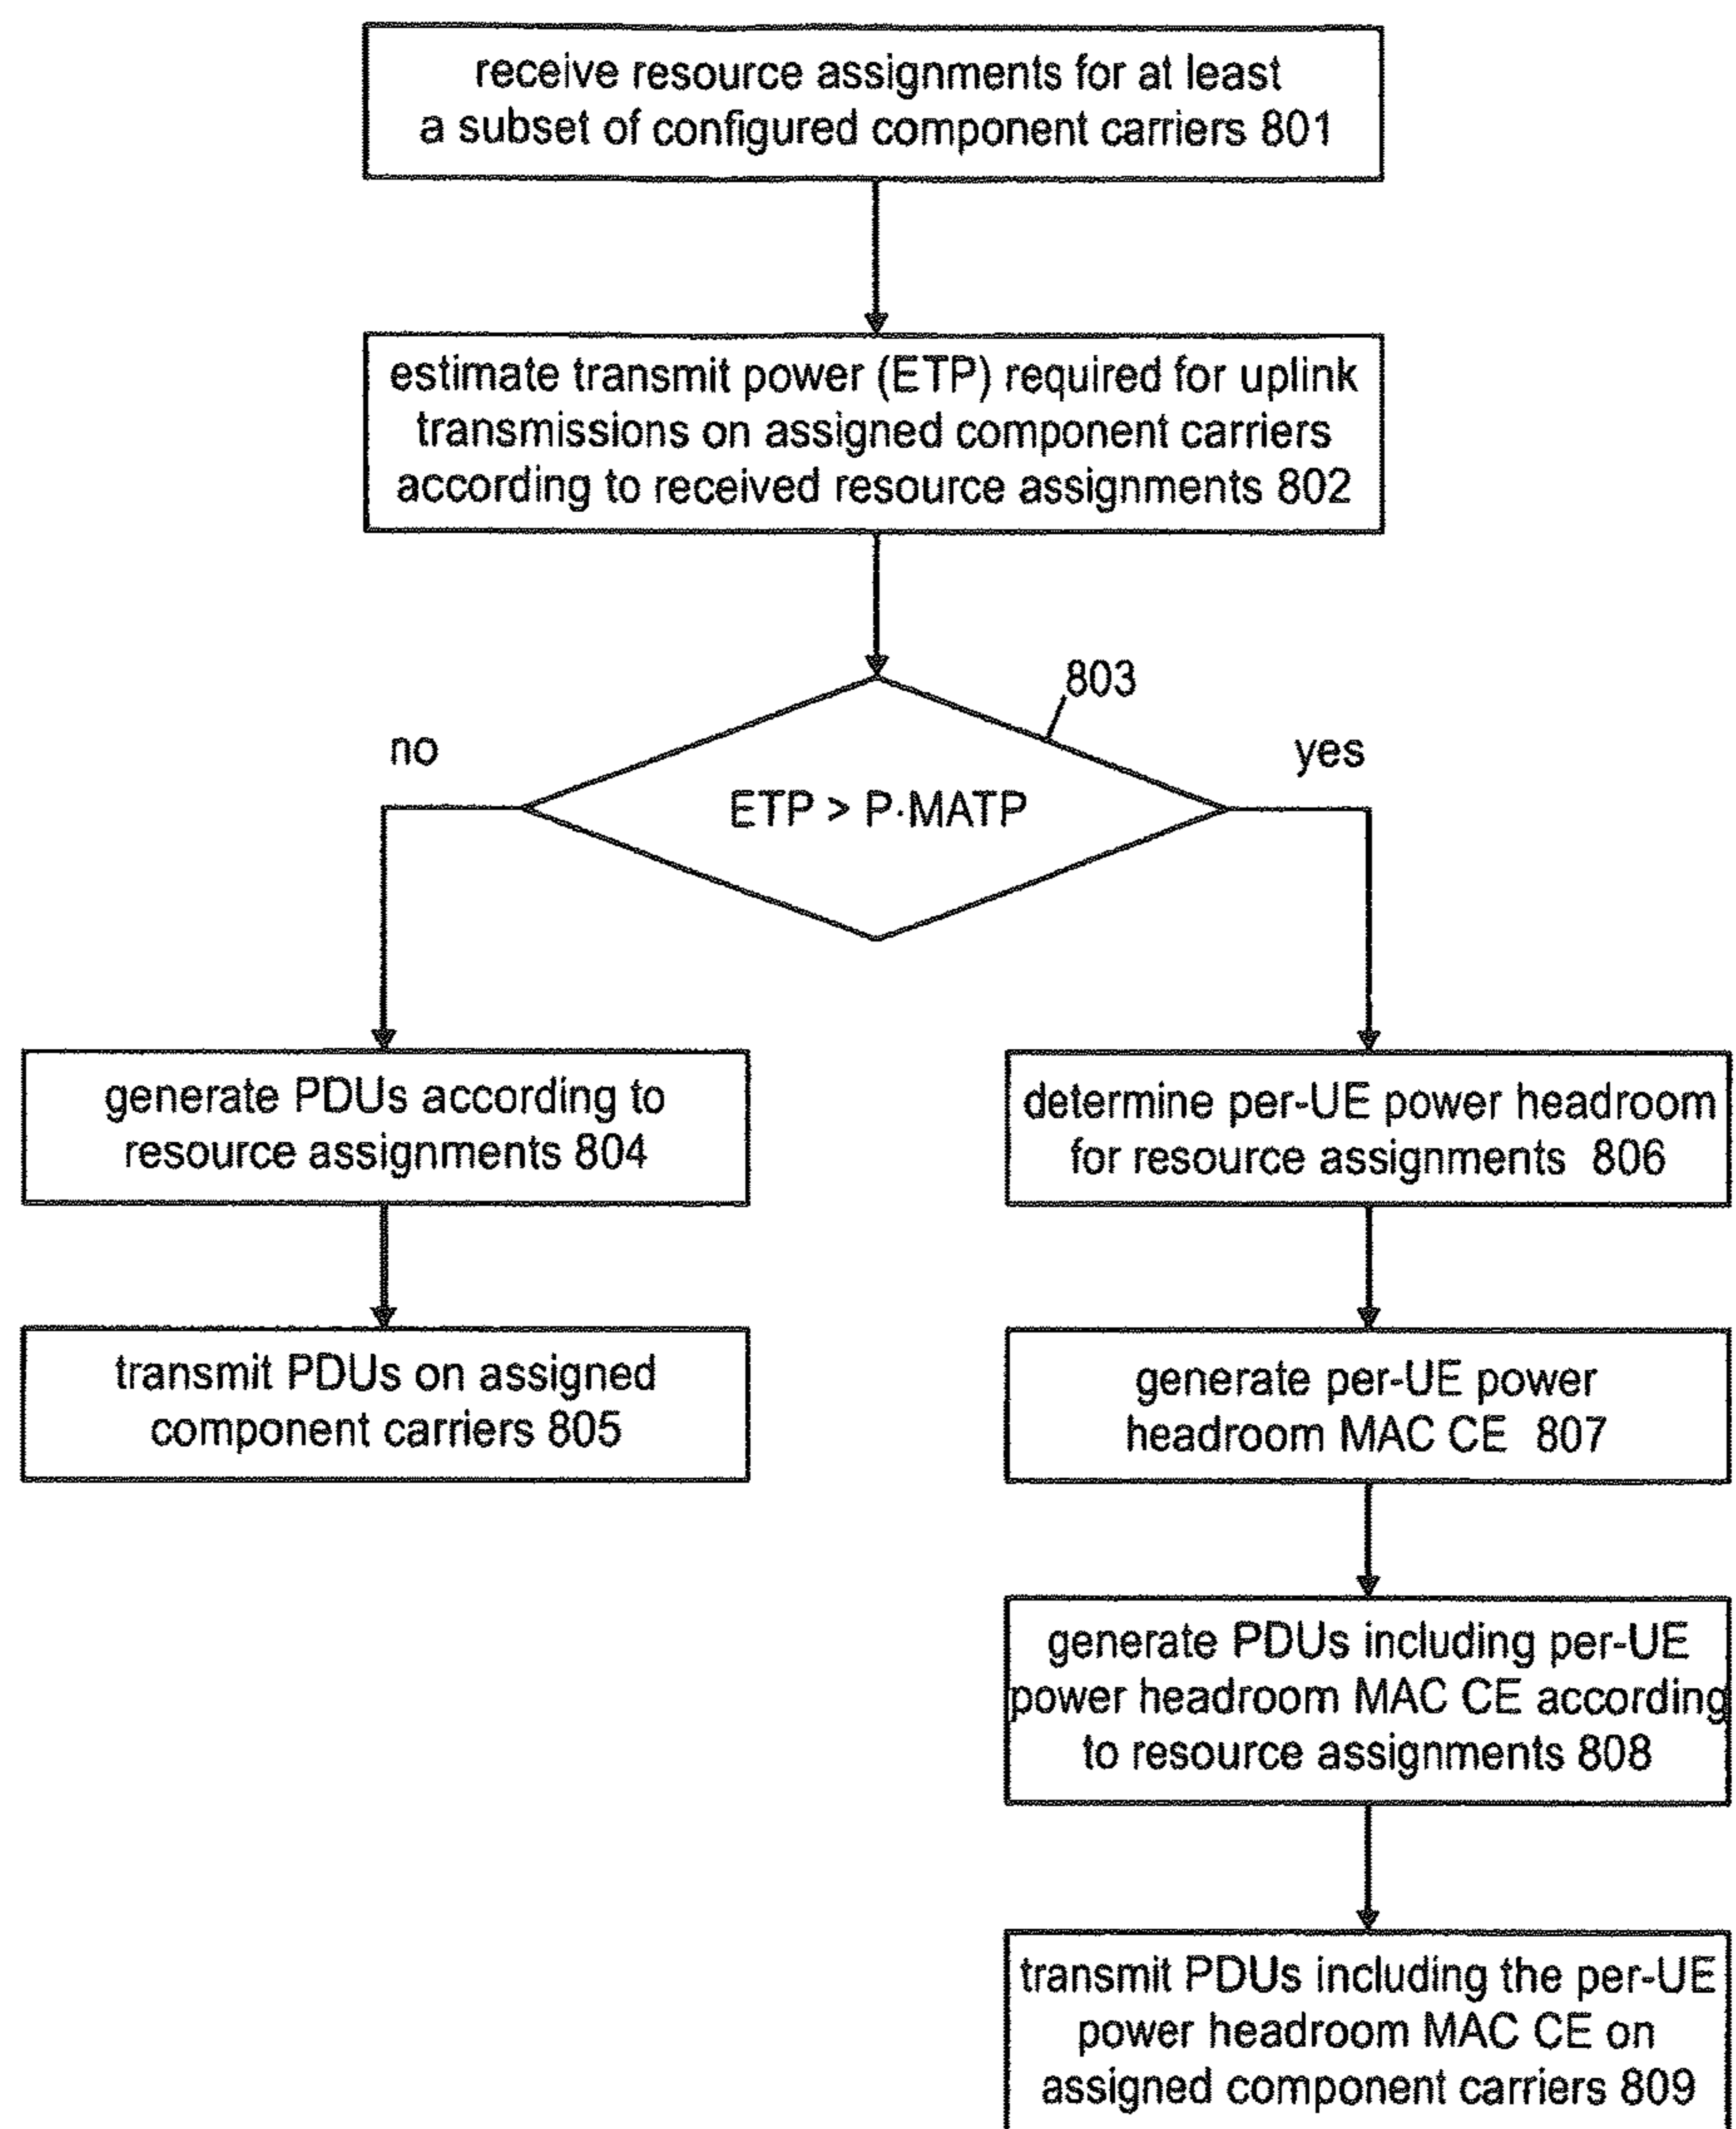 receive resource assignments for at least
a subset of configured component carriers 801
estimate transmit power (ETP) required for uplink
transmissions on assigned component carriers
according to received resource assignments 802
803
no
yes
ETP > P·MATP
generate PDUs according to
resource assignments 804
transmit PDUs on assigned
component carriers 805
determine per-UE power headroom
for resource assignments 806
generate per-UE power
headroom MAC CE 807
generate PDUs including per-UE
power headroom MAC CE according
to resource assignments 808
transmit PDUs including the per-UE
power headroom MAC CE on
assigned component carriers 809